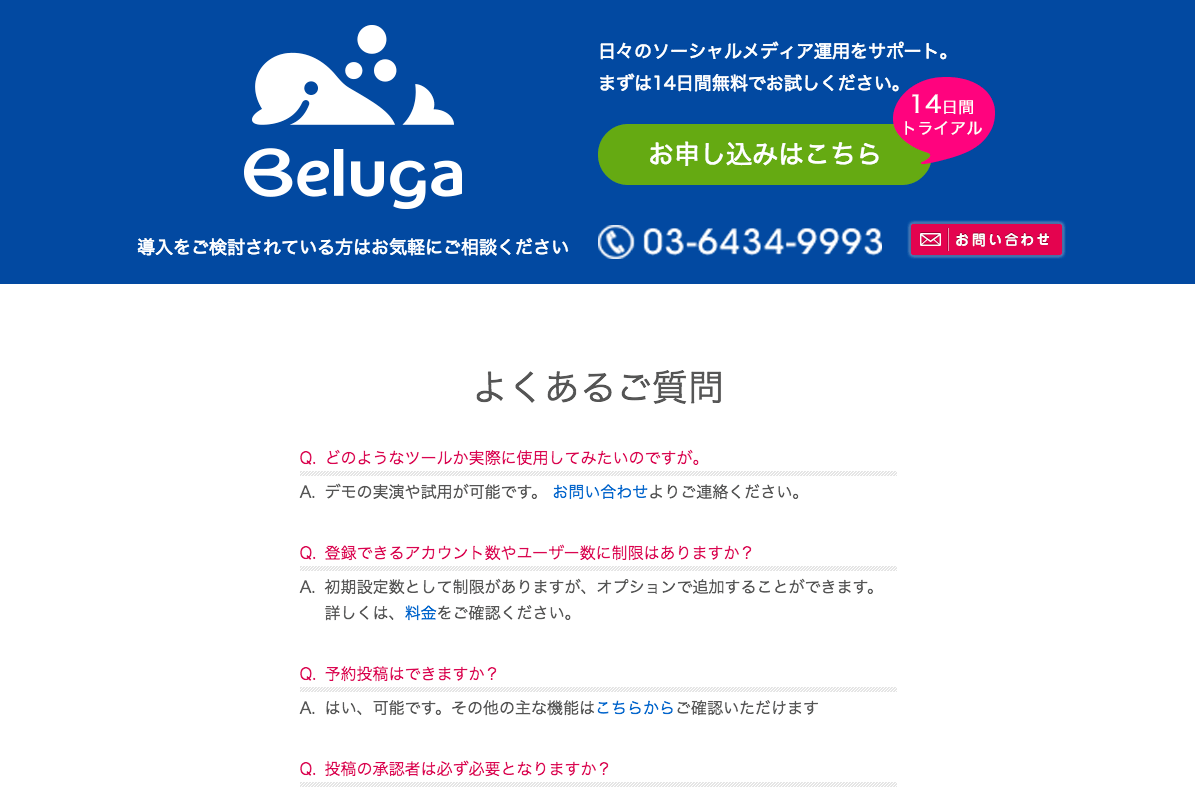 Beluga
導入をご検討されている方はお気軽にご相談ください
日々のソーシャルメディア運用をサポート。
まずは14日間無料でお試しください。
14日間
トライアル
お申し込みはこちら
03-6434-9993
お問い合わせ
よくあるご質問
Q. どのようなツールか実際に使用してみたいのですが。
A. デモの実演や試用が可能です。 お問い合わせよりご連絡ください。
Q. 登録できるアカウント数やユーザー数に制限はありますか？
A. 初期設定数として制限がありますが、オプションで追加することができます。
詳しくは、料金をご確認ください。
Q. 予約投稿はできますか？
A. はい、可能です。その他の主な機能はこちらからご確認いただけます
Q. 投稿の承認者は必ず必要となりますか？